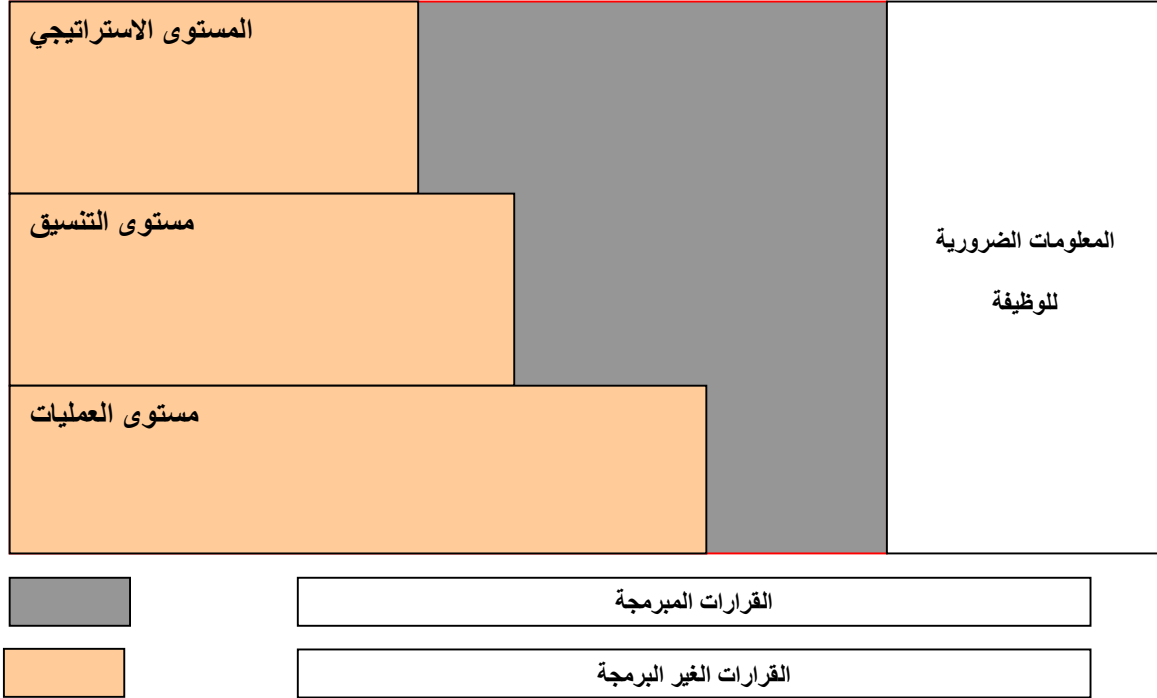 المستوى الاستراتيجي
مستوى التنسيق
المعلومات الضرورية
للوظيفة
مستوى العمليات
القرارات المبرمجة
القرارات الغير البرمجة